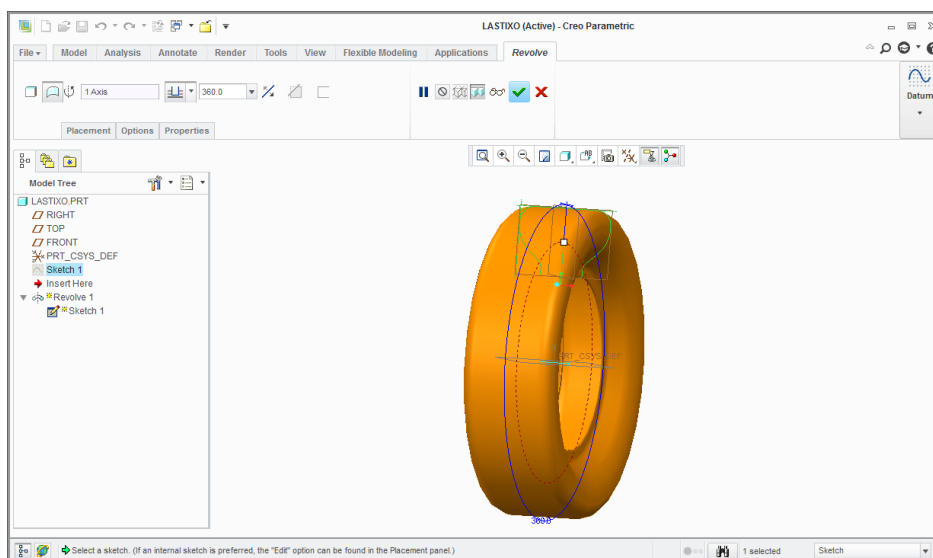 LASTIXO (Active) - Creo Parametric
File Model Analysis Annotate Render Tools View Flexible Modeling Applications Revolve
1 Axis 360.0
Datum
Placement Options Properties
Model Tree
LASTIXO.PRT
RIGHT
TOP
FRONT
PRT_CSYS_DEF
Sketch 1
Insert Here
Revolve 1
Sketch 1
PRT_CSYS_DEF
360.0
Select a sketch. (If an internal sketch is preferred, the "Edit" option can be found in the Placement panel.) 1 selected Sketch